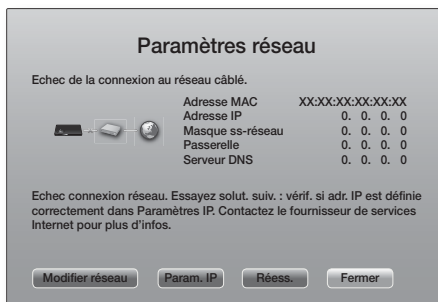 Paramètres réseau
Echec de la connexion au réseau câblé.
Adresse MAC XX:XX:XX:XX:XX:XX
Adresse IP 0. 0. 0. 0
Masque ss-réseau 0. 0. 0. 0
Passerelle 0. 0. 0. 0
Serveur DNS 0. 0. 0. 0
Echec connexion réseau. Essayez solut. suiv. : vérif. si adr. IP est définie
correctement dans Paramètres IP. Contactez le fournisseur de services
Internet pour plus d'infos.
Modifier réseau Param. IP Réess. Fermer